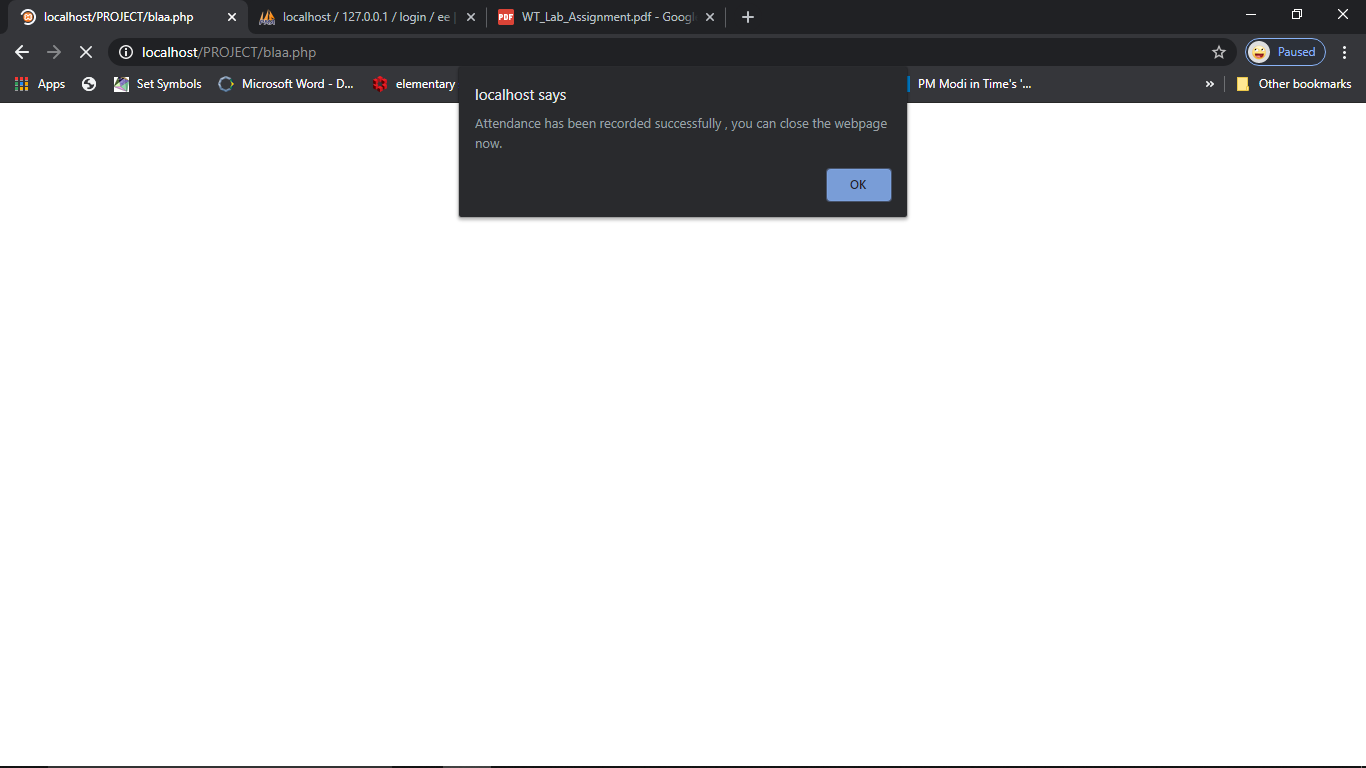 localhost/PROJECT/blaa.php
localhost / 127.0.0.1 / login / ee |
PDF
WT_Lab_Assignment.pdf - Googl
localhost/PROJECT/blaa.php
Paused
Apps
Set Symbols
Microsoft Word - D...
elementary
PM Modi in Time's '...
»
Other bookmarks
localhost says
Attendance has been recorded successfully , you can close the webpage
now.
OK